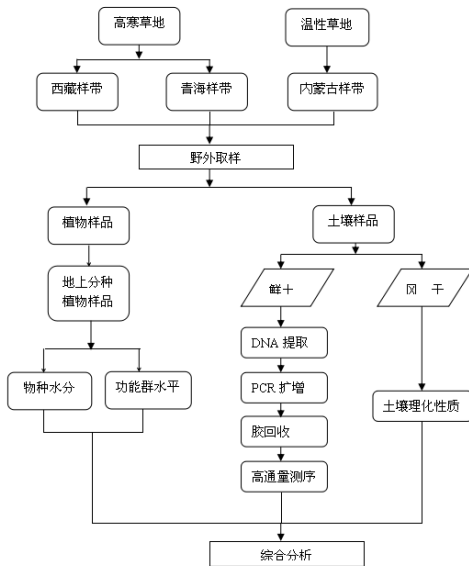 高寒草地
温性草地
西藏样带
青海样带
内蒙古样带
野外取样
植物样品
土壤样品
地上分种
植物样品
鲜十
风 干
DNA 提取
物种水分
功能群水平
PCR 扩增
土壤理化性质
胶回收
高通量测序
综合分析